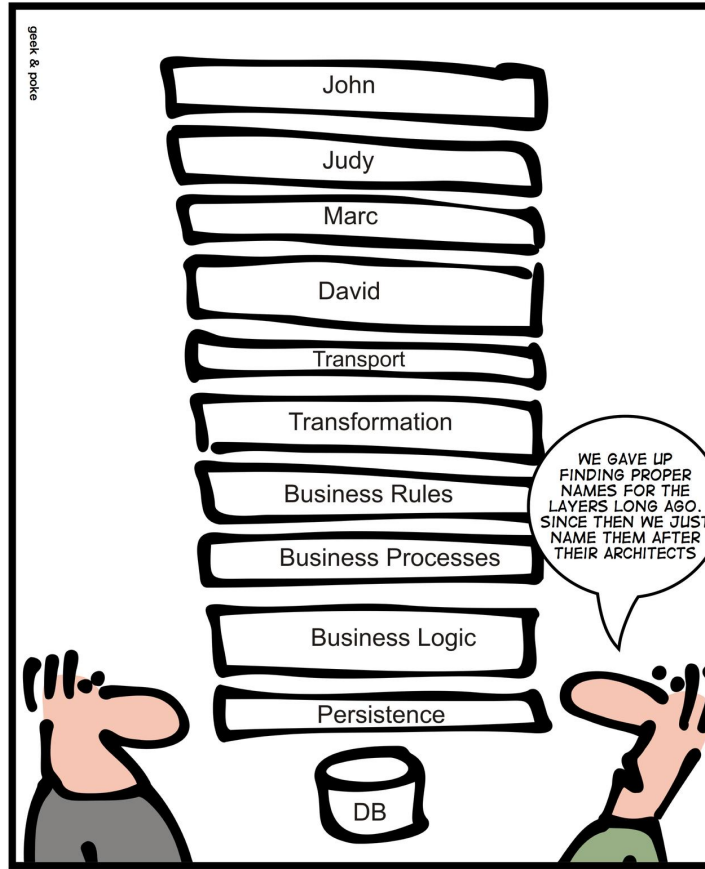 geek & poke
John
Judy
Marc
David
Transport
Transformation
Business Rules
Business Processes
Business Logic
Persistence
DB
WE GAVE UP
FINDING PROPER
NAMES FOR THE
LAYERS LONG AGO.
SINCE THEN WE JUST
NAME THEM AFTER
THEIR ARCHITECTS